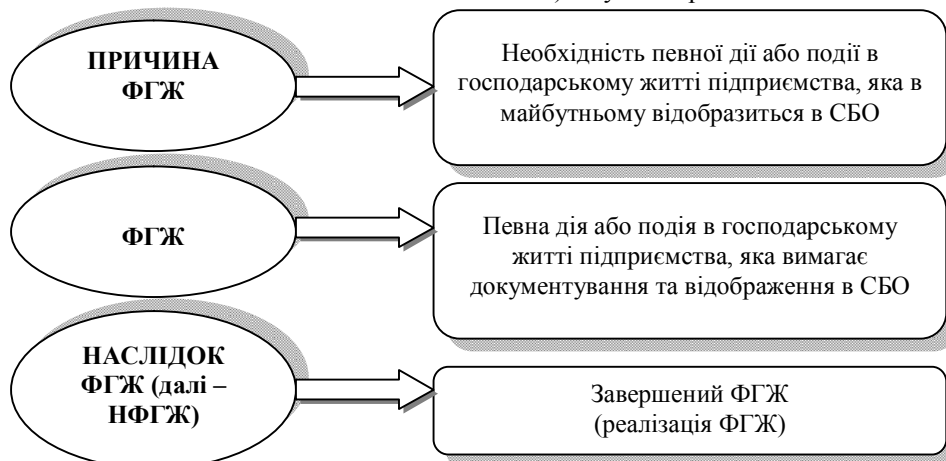 ПРИЧИНА
ФГЖ
Необхідність певної дії або події в
господарському житті підприємства, яка в
майбутньому відобразиться в СБО
ФГЖ
Певна дія або подія в господарському
житті підприємства, яка вимагає
документування та відображення в СБО
НАСЛІДОК
ФГЖ (далі –
НФГЖ)
Завершений ФГЖ
(реалізація ФГЖ)